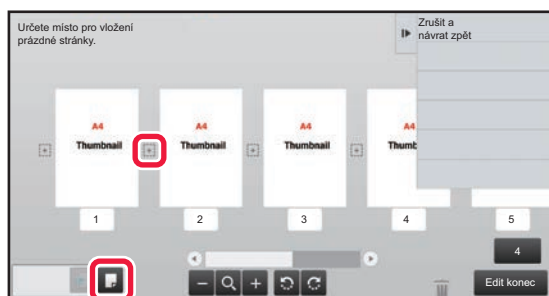 Určete místo pro vložení
prázdné stránky.
Zrušit a
návrat zpět
A4
Thumbnail
A4
Thumbnail
A4
Thumbnail
A4
Thumb
1
2
3
4
5
4
Edit konec